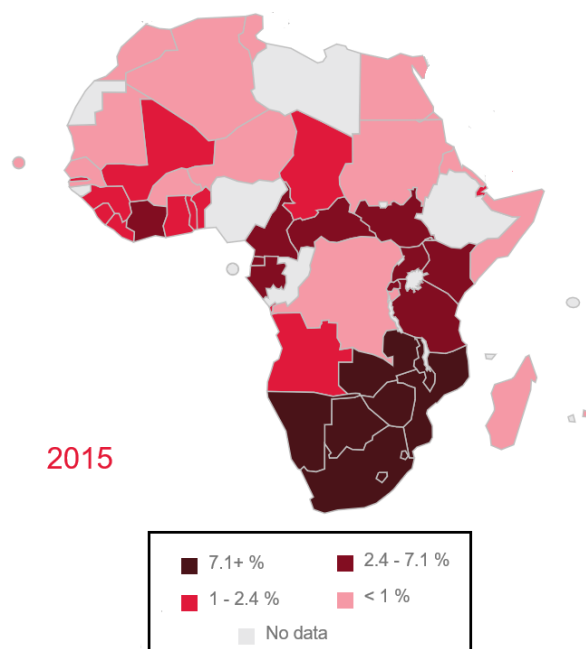 2015
7.1+ %
2.4 - 7.1 %
1 - 2.4 %
< 1 %
No data